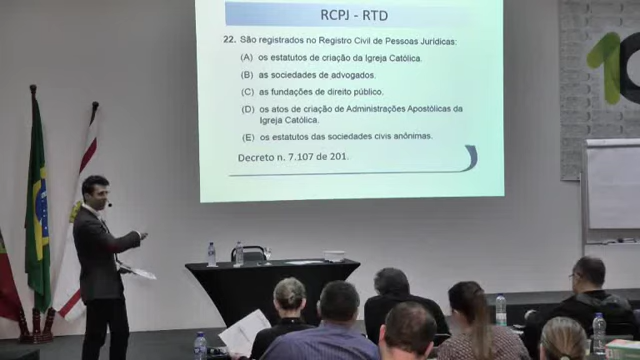 RCPJ - RTD
22. São registrados no Registro Civil de Pessoas Jurídicas:
(A) os estatutos de criação da Igreja Católica.
(B) as sociedades de advogados.
(C) as fundações de direito público.
(D) os atos de criação de Administrações Apostólicas da
Igreja Católica.
(E) os estatutos das sociedades civis anônimas.
Decreto n. 7.107 de 201.